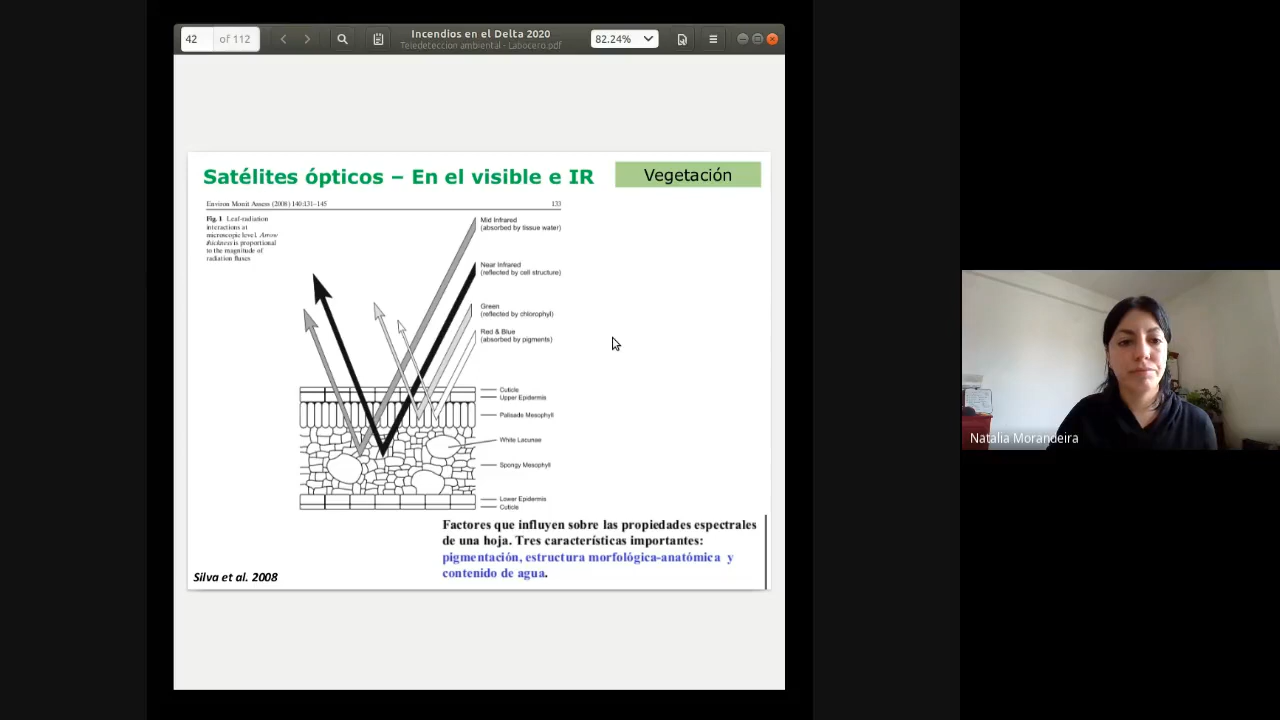 42
of 112
Incendios en el Delta 2020
Teledeteccion ambiental - Labocero.pdf
82.24%
Satélites ópticos – En el visible e IR
Vegetación
Environ Monit Assess (2008) 140:131–145
133
Fig. 1 Leaf-radiation
interactions at
microscopic level. Arrow
thickness is proportional
to the magnitude of
radiation fluxes
Mid Infrared
(absorbed by tissue water)
Near Infrared
(reflected by cell structure)
Green
(reflected by chlorophyl)
Red & Blue
(absorbed by pigments)
Cuticle
Upper Epidermis
Palisade Mesophyll
White Lacunae
Spongy Mesophyll
Lower Epidermis
Cuticle
Factores que influyen sobre las propiedades espectrales
de una hoja. Tres características importantes:
pigmentación, estructura morfológica-anatómica y
contenido de agua.
Silva et al. 2008
Natalia Morandeira